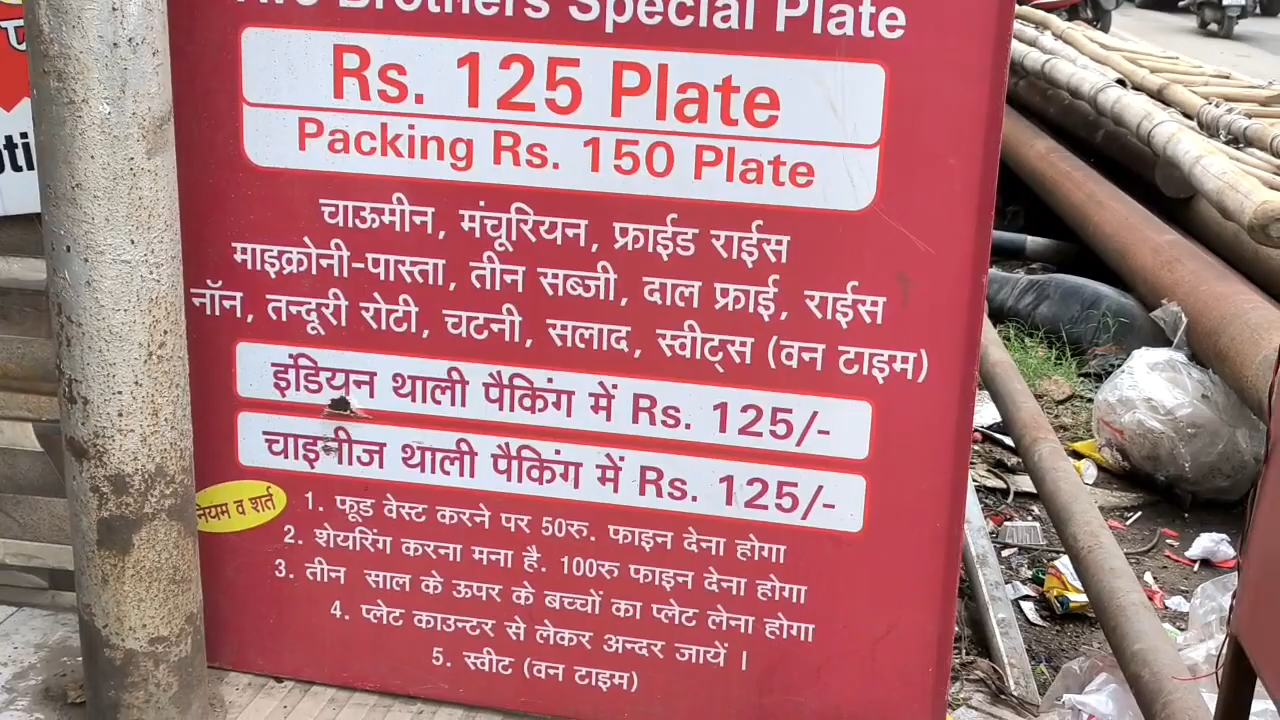 Brothers Special Plate
Rs. 125 Plate
Packing Rs. 150 Plate
चाऊमीन, मंचूरियन, फ्राईड राईस
माइक्रोनी-पास्ता, तीन सब्जी, दाल फ्राई, राईस
नॉन, तन्दूरी रोटी, चटनी, सलाद, स्वीट्स (वन टाइम)
इंडियन थाली पैकिंग में Rs. 125/-
चाइनीज थाली पैकिंग में Rs. 125/-
नियम व शर्त
1. फूड वेस्ट करने पर 50रु. फाइन देना होगा
2. शेयरिंग करना मना है. 100रु फाइन देना होगा
3. तीन साल के ऊपर के बच्चों का प्लेट लेना होगा
4. प्लेट काउन्टर से लेकर अन्दर जायें ।
5. स्वीट (वन टाइम)